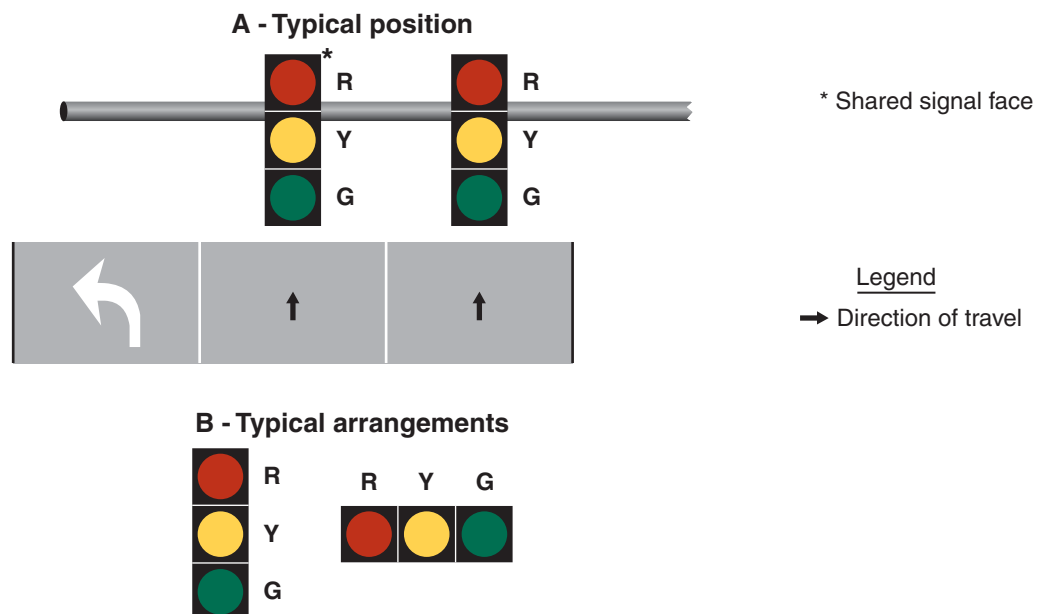 A - Typical position
*
R R
Y Y
G G
* Shared signal face
Legend
Direction of travel
B - Typical arrangements
R
Y
G
R Y G